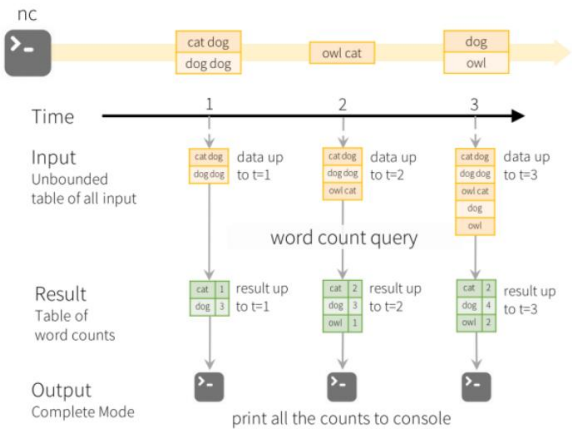 nc
cat dog
dog dog
owl cat
dog
owl
Time
1
2
3
Input
Unbounded
table of all input
cat dog
dog dog
data up
to t=1
cat dog
dog dog
owl cat
data up
to t=2
cat dog
dog dog
owl cat
dog
owl
data up
to t=3
word count query
Result
Table of
word counts
cat 1
dog 3
result up
to t=1
cat 2
dog 3
owl 1
result up
to t=2
cat 2
dog 4
owl 2
result up
to t=3
Output
Complete Mode
print all the counts to console